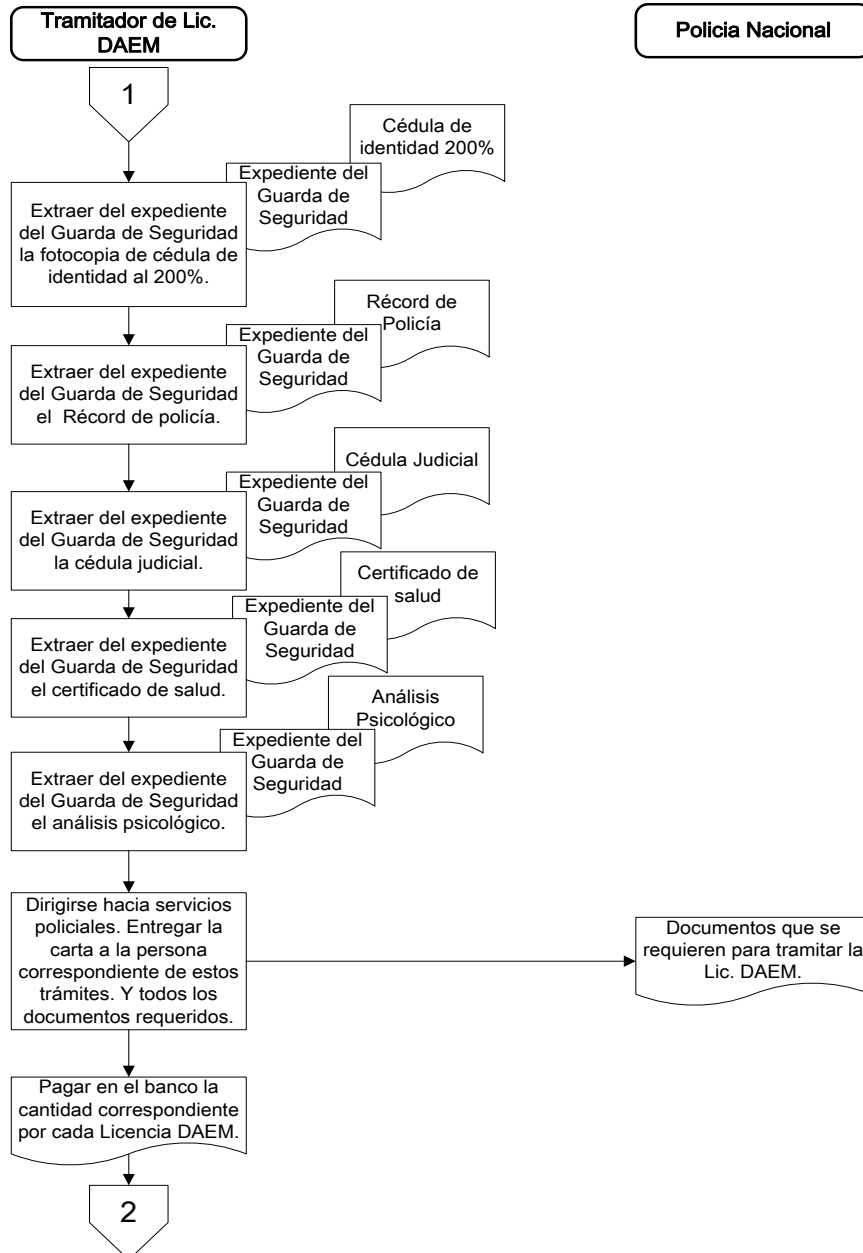 Tramitador de Lic.
DAEM
Policia Nacional
1
Cédula de
identidad 200%
Expediente del
Guarda de
Seguridad
Extraer del expediente
del Guarda de Seguridad
la fotocopia de cédula de
identidad al 200%.
Récord de
Policía
Expediente del
Guarda de
Seguridad
Extraer del expediente
del Guarda de Seguridad
el Récord de policía.
Cédula Judicial
Expediente del
Guarda de
Seguridad
Extraer del expediente
del Guarda de Seguridad
la cédula judicial.
Certificado de
salud
Expediente del
Guarda de
Seguridad
Extraer del expediente
del Guarda de Seguridad
el certificado de salud.
Análisis
Psicológico
Expediente del
Guarda de
Seguridad
Extraer del expediente
del Guarda de Seguridad
el análisis psicológico.
Dirigirse hacia servicios
policiales. Entregar la
carta a la persona
correspondiente de estos
trámites. Y todos los
documentos requeridos.
Documentos que se
requieren para tramitar la
Lic. DAEM.
Pagar en el banco la
cantidad correspondiente
por cada Licencia DAEM.
2